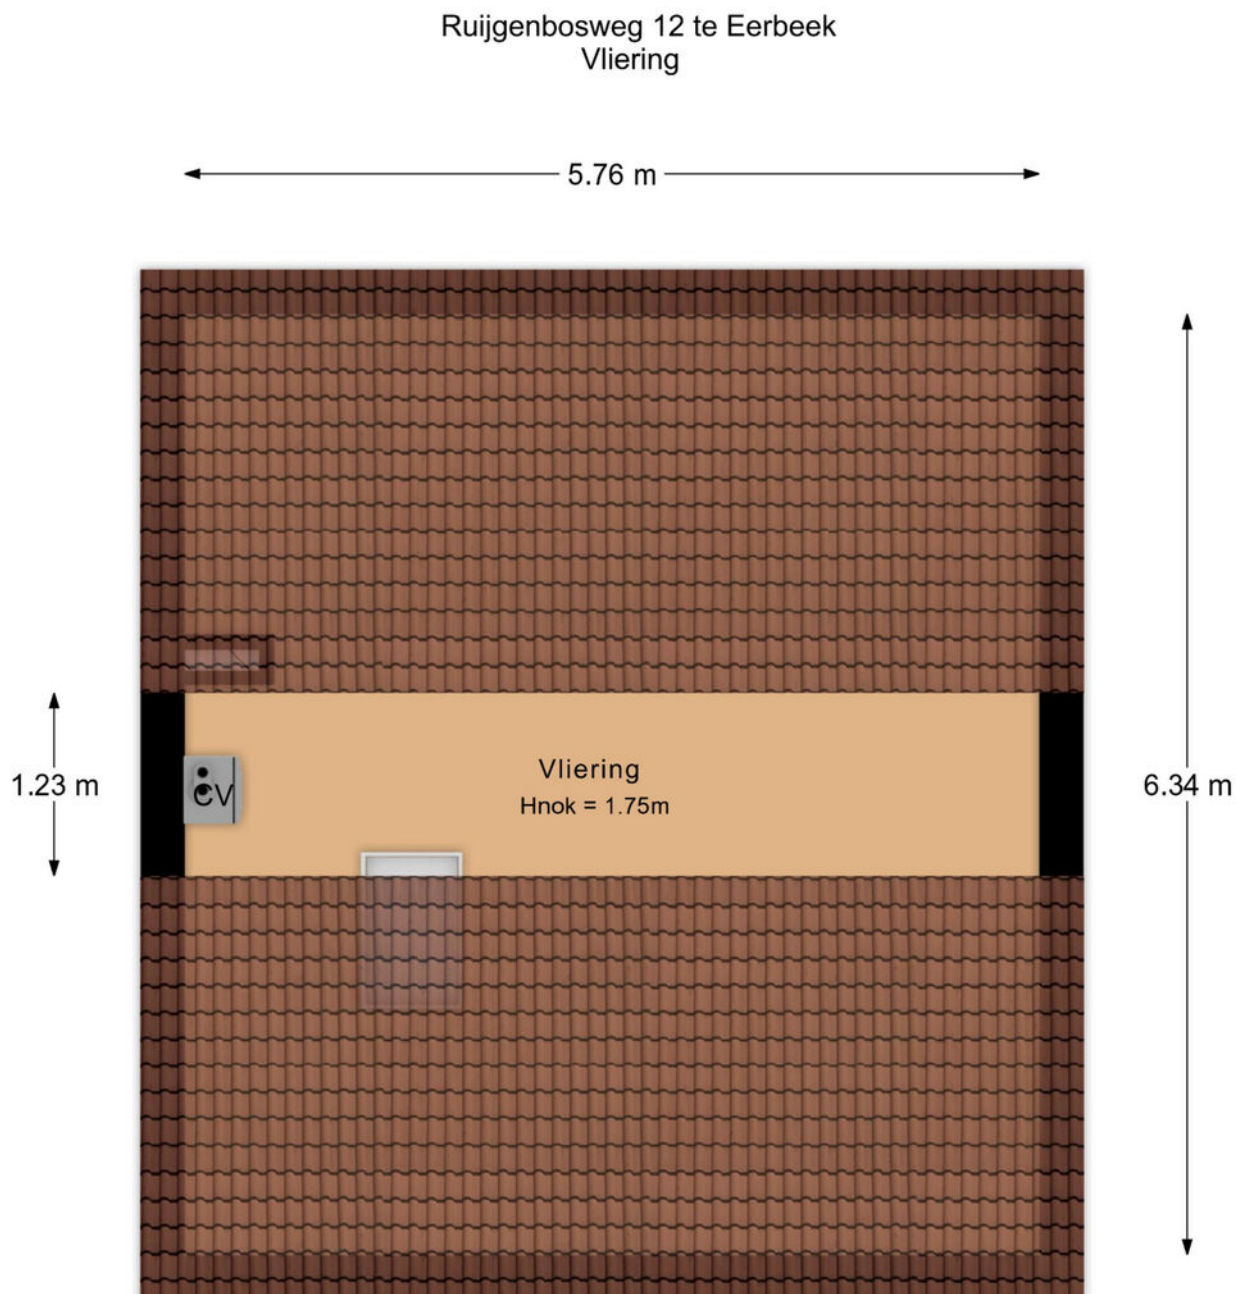 Ruijgenbosweg 12 te Eerbeek
Vliering
5.76 m
1.23 m
CV
Vliering
Hnok = 1.75m
6.34 m